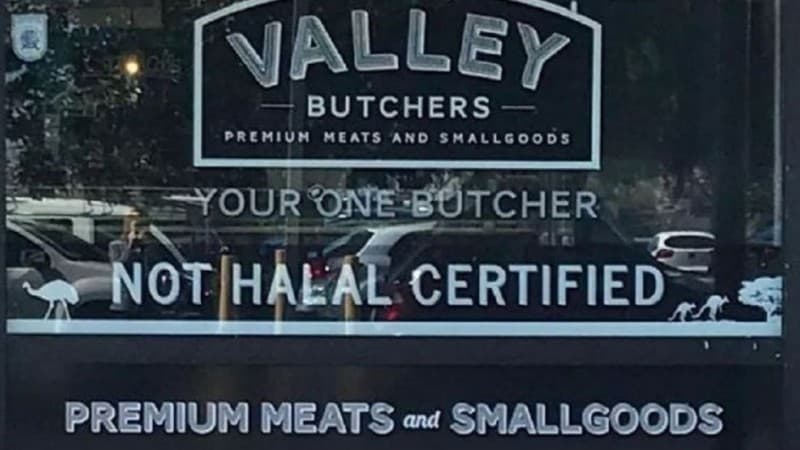 VALLEY
BUTCHERS
PREMIUM MEATS AND SMALLGOODS
YOUR ONE BUTCHER
NOT HALAL CERTIFIED
PREMIUM MEATS and SMALLGOODS